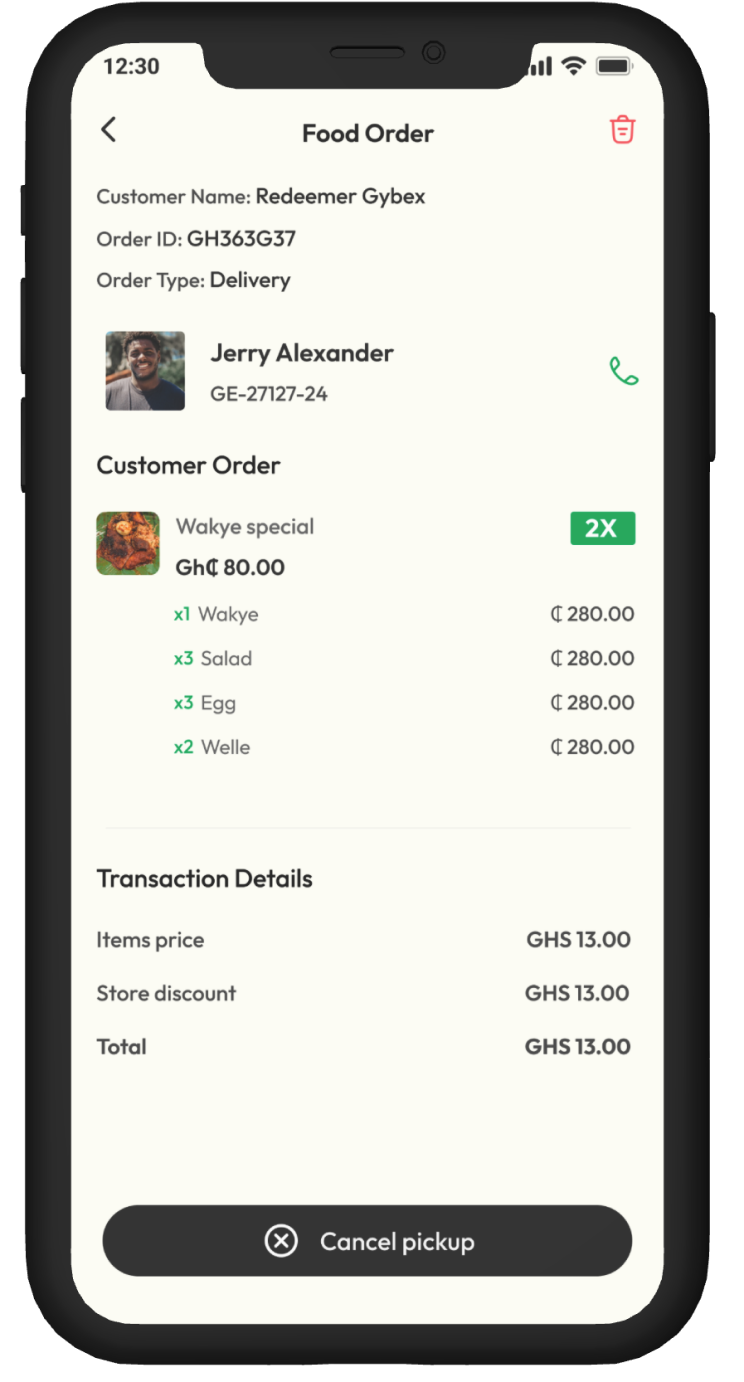 12:30
Food Order
Customer Name: Redeemer Gybex
Order ID: GH363G37
Order Type: Delivery
Jerry Alexander
GE-27127-24
Customer Order
Wakye special 2X
Gh₵ 80.00
x1 Wakye ₵ 280.00
x3 Salad ₵ 280.00
x3 Egg ₵ 280.00
x2 Welle ₵ 280.00
Transaction Details
Items price GHS 13.00
Store discount GHS 13.00
Total GHS 13.00
Cancel pickup